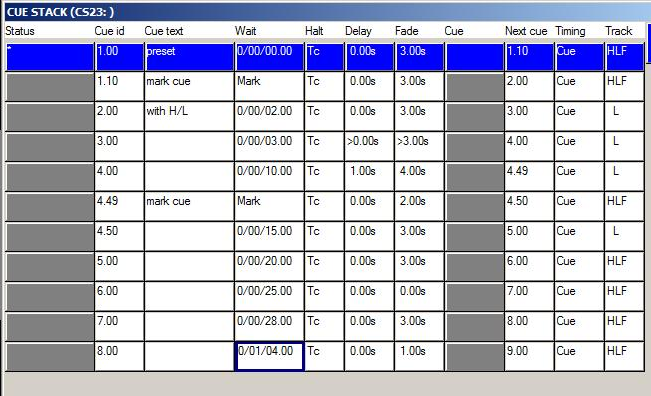 CUE STACK (CS23: )
Status Cue id Cue text Wait Halt Delay Fade Cue Next cue Timing Track
* 1.00 preset 0/00/00.00 Tc 0.00s 3.00s 1.10 Cue HLF
1.10 mark cue Mark Tc 0.00s 3.00s 2.00 Cue HLF
2.00 with H/L 0/00/02.00 Tc 0.00s 3.00s 3.00 Cue L
3.00 0/00/03.00 Tc >0.00s >3.00s 4.00 Cue L
4.00 0/00/10.00 Tc 1.00s 4.00s 4.49 Cue L
4.49 mark cue Mark Tc 0.00s 2.00s 4.50 Cue HLF
4.50 0/00/15.00 Tc 0.00s 3.00s 5.00 Cue L
5.00 0/00/20.00 Tc 0.00s 3.00s 6.00 Cue HLF
6.00 0/00/25.00 Tc 0.00s 0.00s 7.00 Cue HLF
7.00 0/00/28.00 Tc 0.00s 3.00s 8.00 Cue HLF
8.00 0/01/04.00 Tc 0.00s 1.00s 9.00 Cue HLF